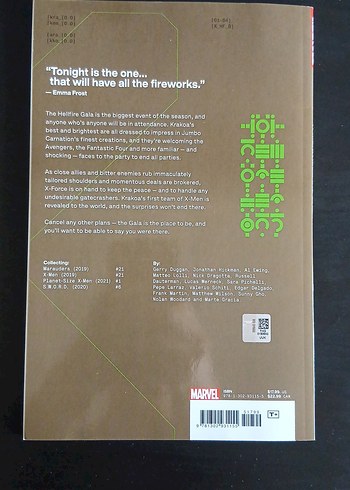 “Tonight is the one...
that will have all the fireworks.”
— Emma Frost
The Hellfire Gala is the biggest event of the season, and
anyone who's anyone will be in attendance. Krakoa's
best and brightest are all dressed to impress in Jumbo
Carnation's finest creations, and they're welcoming the
Avengers, the Fantastic Four and more familiar — and
shocking — faces to the party to end all parties.
As close allies and bitter enemies rub immaculately
tailored shoulders and momentous deals are brokered,
X-Force is on hand to keep the peace — and to handle any
undesirable gatecrashers. Krakoa's first team of X-Men is
revealed to the world, and the surprises won't end there.
Cancel any other plans — the Gala is the place to be, and
you'll want to be able to say you were there.
Collecting:
Marauders (2019) #21
X-Men (2019) #21
Planet-Size X-Men (2021) #1
S.W.O.R.D. (2020) #6
By:
Gerry Duggan, Jonathan Hickman, Al Ewing,
Matteo Lolli, Nick Dragotta, Russell
Dauterman, Lucas Werneck, Sara Pichelli,
Pepe Larraz, Valerio Schiti, Edgar Delgado,
Frank Martin, Matthew Wilson, Sunny Gho,
Nolan Woodard and Marte Gracia
MARVEL
ISBN
$17.99 US
$22.99 CAN
51799
T+